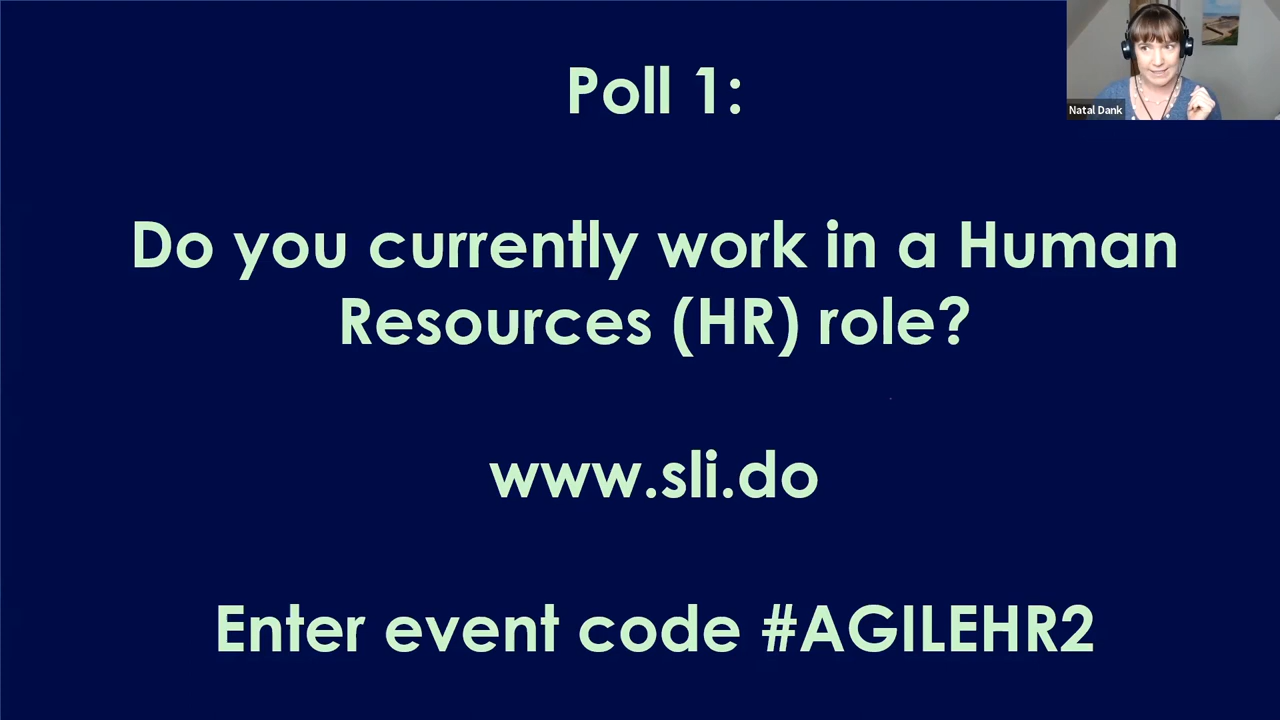 Poll 1:
Do you currently work in a Human
Resources (HR) role?
www.sli.do
Enter event code #AGILEHR2
Natal Dank